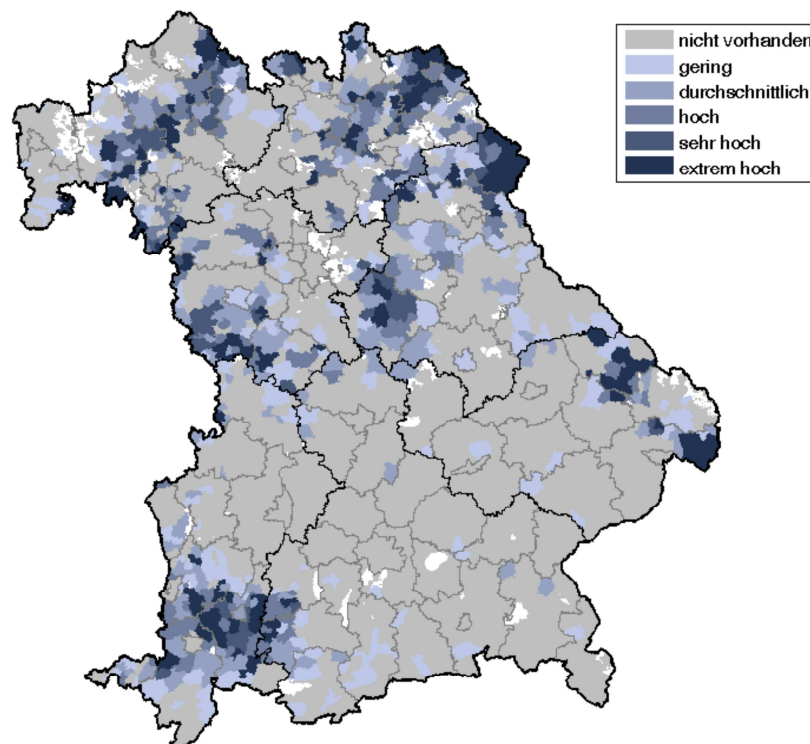 nicht vorhanden
gering
durchschnittlich
hoch
sehr hoch
extrem hoch